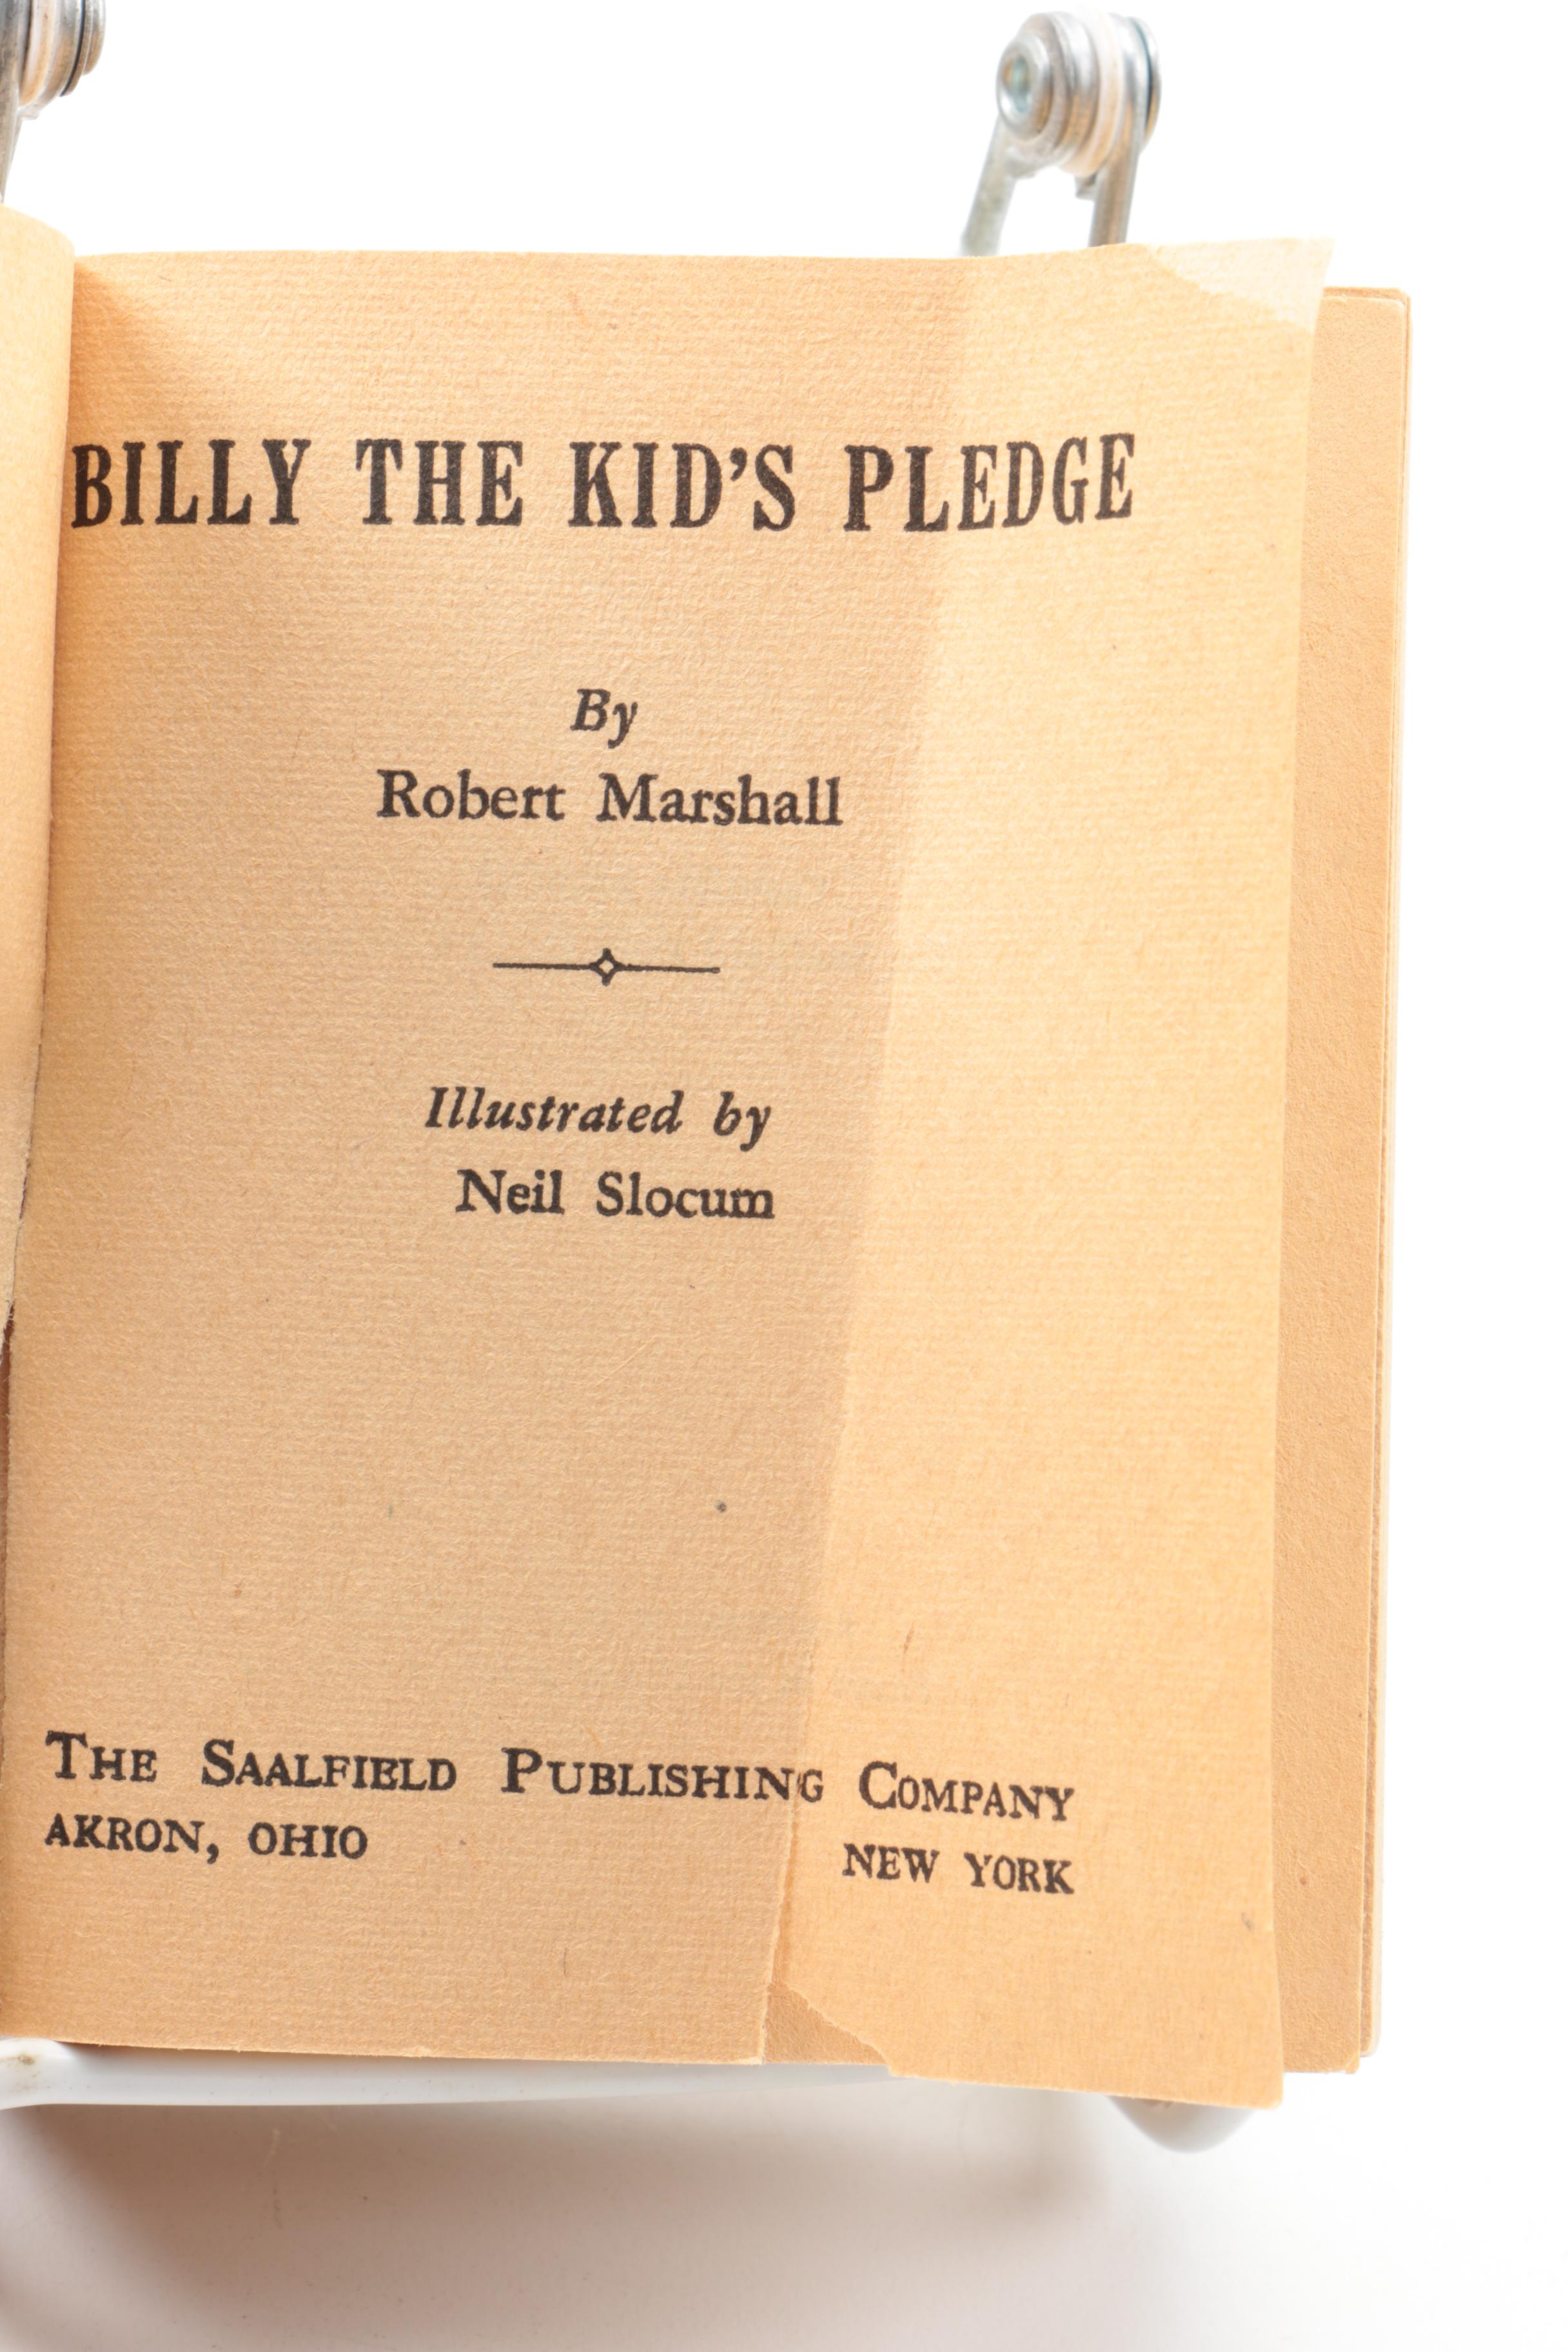 BILLY THE KID'S PLEDGE
By
Robert Marshall
Illustrated by
Neil Slocum
THE SAALFIELD PUBLISHING COMPANY
AKRON, OHIO NEW YORK